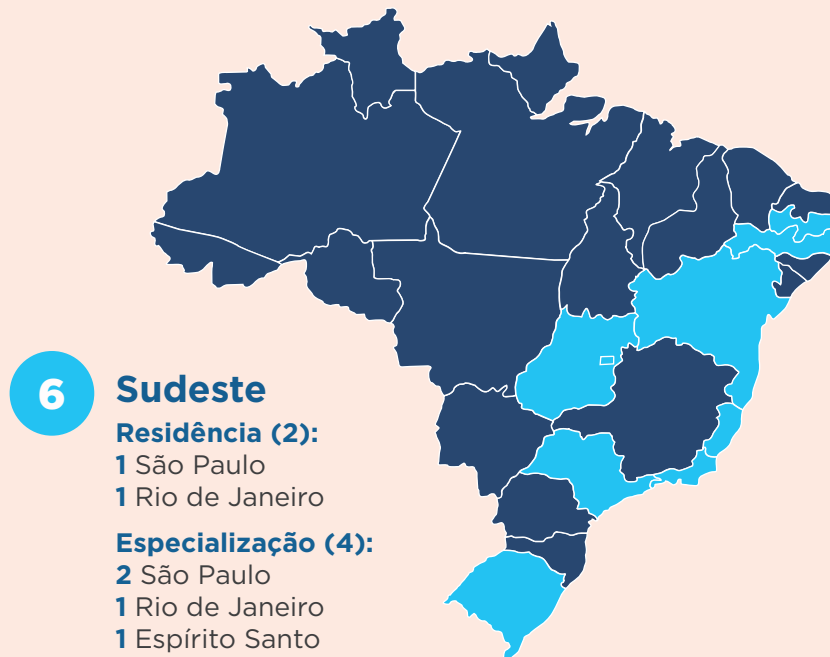 6
Sudeste
Residência (2):
1 São Paulo
1 Rio de Janeiro
Especialização (4):
2 São Paulo
1 Rio de Janeiro
1 Espírito Santo